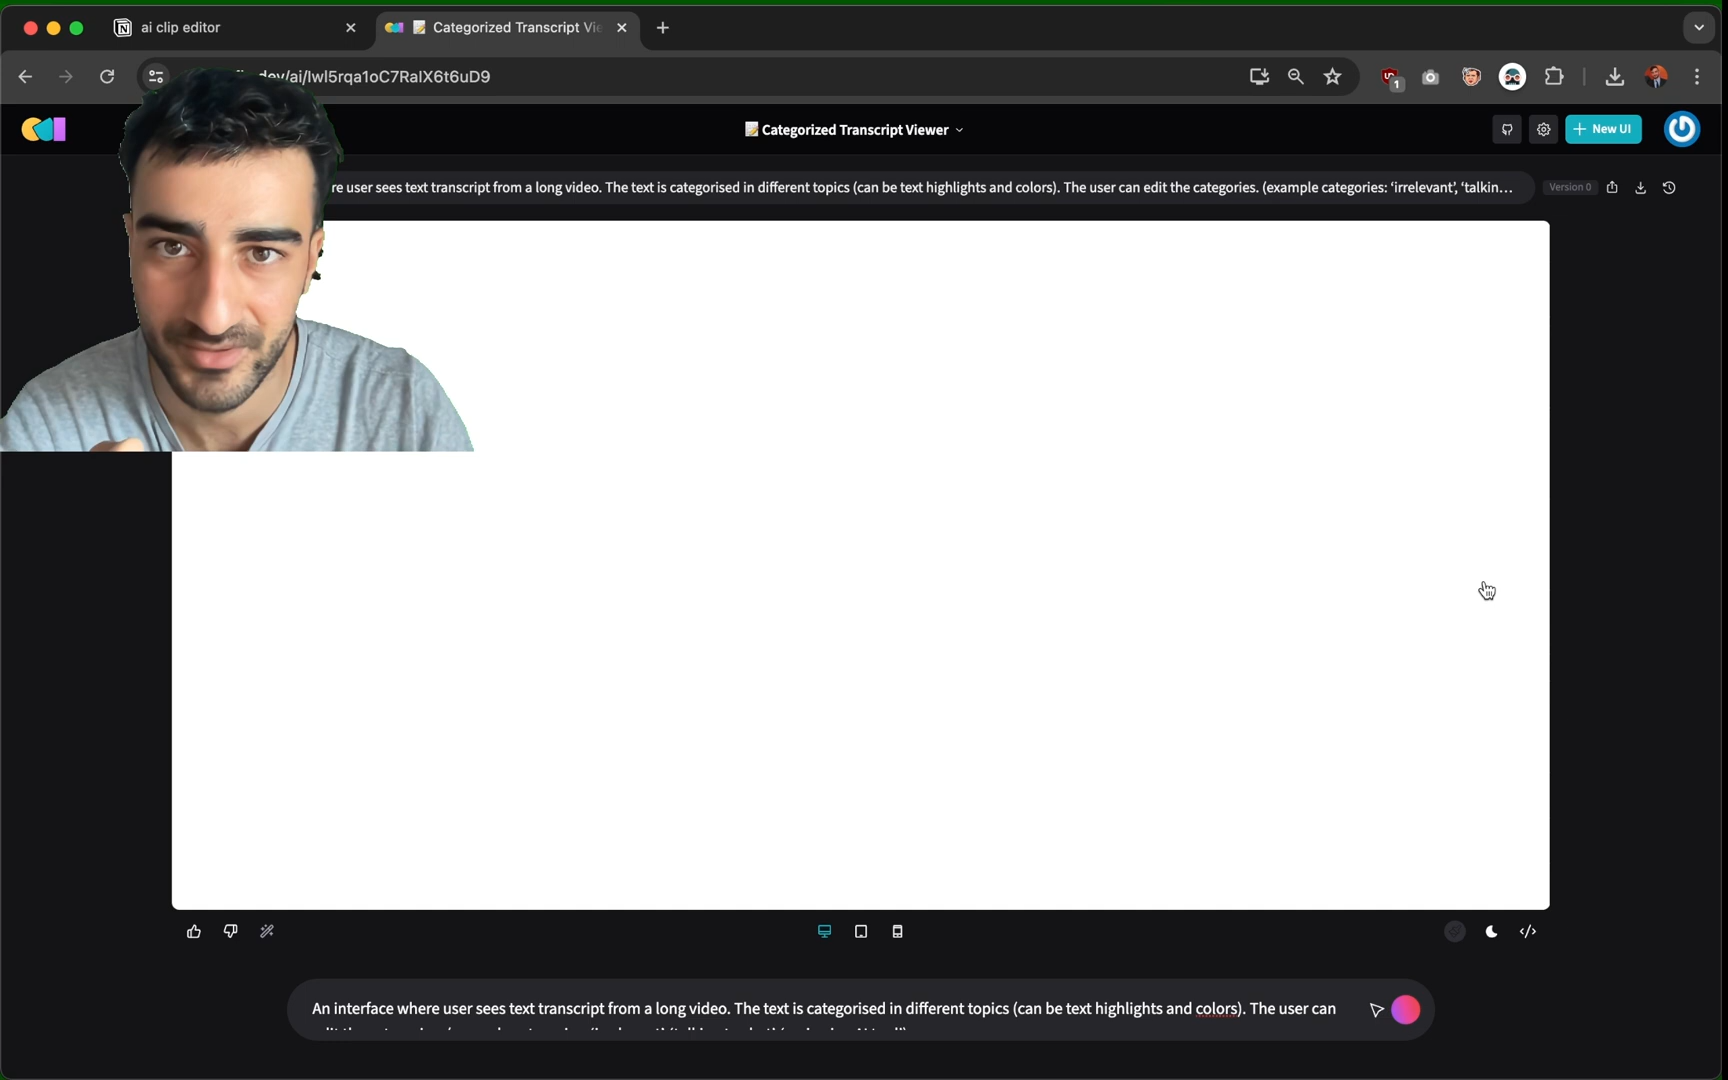 ai clip editor
Categorized Transcript Vie
dev/ai/lwl5rqa1oC7RalX6t6uD9
1
Categorized Transcript Viewer
New UI
re user sees text transcript from a long video. The text is categorised in different topics (can be text highlights and colors). The user can edit the categories. (example categories: ‘irrelevant’, ‘talkin...
Version 0
An interface where user sees text transcript from a long video. The text is categorised in different topics (can be text highlights and colors). The user can